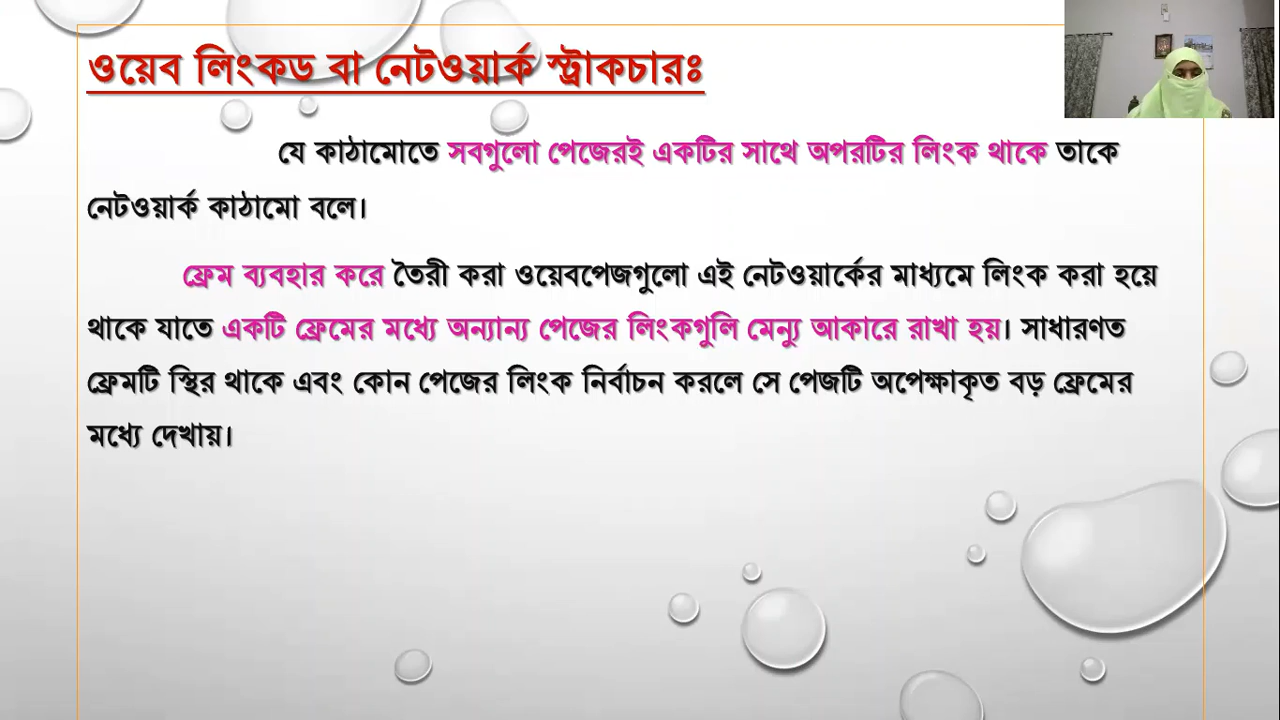 ওয়েব লিংকড বা নেটওয়ার্ক স্ট্রাকচারঃ
যে কাঠামোতে সবগুলো পেজেরই একটির সাথে অপরটির লিংক থাকে তাকে
নেটওয়ার্ক কাঠামো বলে।
ফ্রেম ব্যবহার করে তৈরী করা ওয়েবপেজগুলো এই নেটওয়ার্কের মাধ্যমে লিংক করা হয়ে
থাকে যাতে একটি ফ্রেমের মধ্যে অন্যান্য পেজের লিংকগুলি মেন্যু আকারে রাখা হয়। সাধারণত
ফ্রেমটি স্থির থাকে এবং কোন পেজের লিংক নির্বাচন করলে সে পেজটি অপেক্ষাকৃত বড় ফ্রেমের
মধ্যে দেখায়।